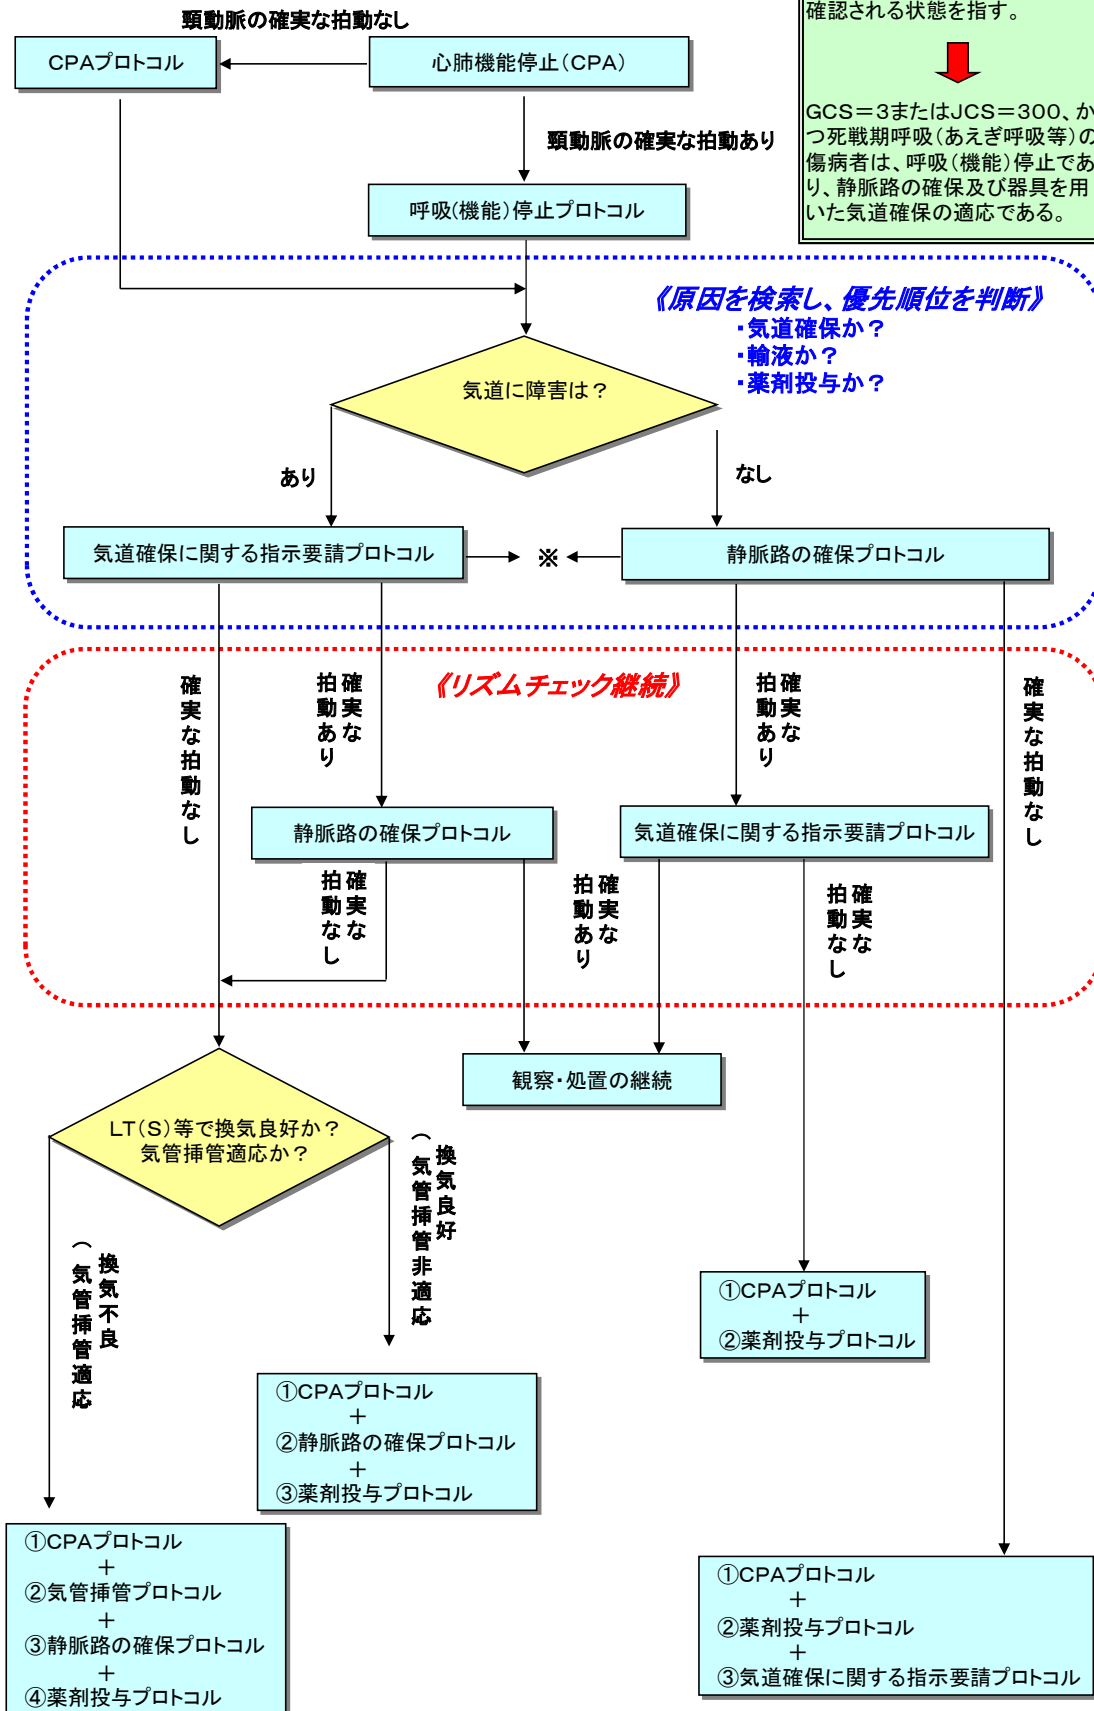 頸動脈の確実な拍動なし
確認される状態を指す。
CPAプロトコル
心肺機能停止(CPA)
GCS=3またはJCS=300、か
つ死戦期呼吸(あえぎ呼吸等)の
傷病者は、呼吸(機能)停止であ
り、静脈路の確保及び器具を用
いた気道確保の適応である。
頸動脈の確実な拍動あり
呼吸(機能)停止プロトコル
《原因を検索し、優先順位を判断》
・気道確保か?
・輸液か?
・薬剤投与か?
気道に障害は?
あり
なし
気道確保に関する指示要請プロトコル
※
静脈路の確保プロトコル
《リズムチェック継続》
確実な拍動なし
確実な
拍動あり
確実な
拍動あり
確実な拍動なし
静脈路の確保プロトコル
気道確保に関する指示要請プロトコル
確実な
拍動なし
確実な
拍動あり
確実な
拍動なし
観察・処置の継続
LT(S)等で換気良好か?
気管挿管適応か?
換気良好
(気管挿管非適応
換気不良
(気管挿管適応
①CPAプロトコル
+
②薬剤投与プロトコル
①CPAプロトコル
+
②静脈路の確保プロトコル
+
③薬剤投与プロトコル
①CPAプロトコル
+
②気管挿管プロトコル
+
③静脈路の確保プロトコル
+
④薬剤投与プロトコル
①CPAプロトコル
+
②薬剤投与プロトコル
+
③気道確保に関する指示要請プロトコル